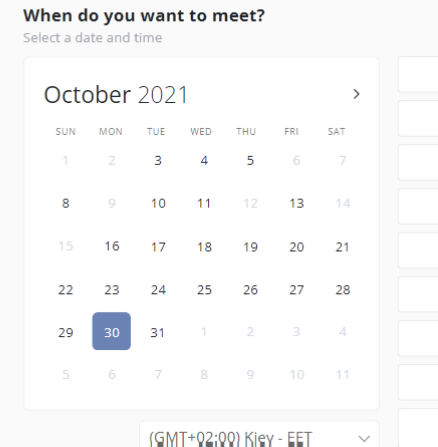 When do you want to meet?
Select a date and time
October 2021
SUN MON TUE WED THU FRI SAT
1 2 3 4 5 6 7
8 9 10 11 12 13 14
15 16 17 18 19 20 21
22 23 24 25 26 27 28
29 30 31 1 2 3 4
5 6 7 8 9 10 11
(GMT+02:00) Kiev - EET